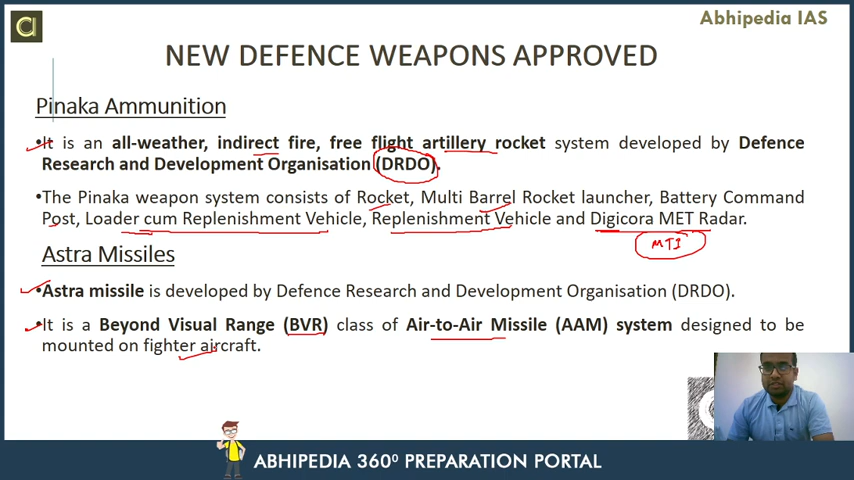 Abhipedia IAS
NEW DEFENCE WEAPONS APPROVED
Pinaka Ammunition
•It is an all-weather, indirect fire, free flight artillery rocket system developed by Defence
Research and Development Organisation (DRDO).
•The Pinaka weapon system consists of Rocket, Multi Barrel Rocket launcher, Battery Command
Post, Loader cum Replenishment Vehicle, Replenishment Vehicle and Digicora MET Radar.
MTI
Astra Missiles
•Astra missile is developed by Defence Research and Development Organisation (DRDO).
•It is a Beyond Visual Range (BVR) class of Air-to-Air Missile (AAM) system designed to be
mounted on fighter aircraft.
ABHIPEDIA 360⁰ PREPARATION PORTAL